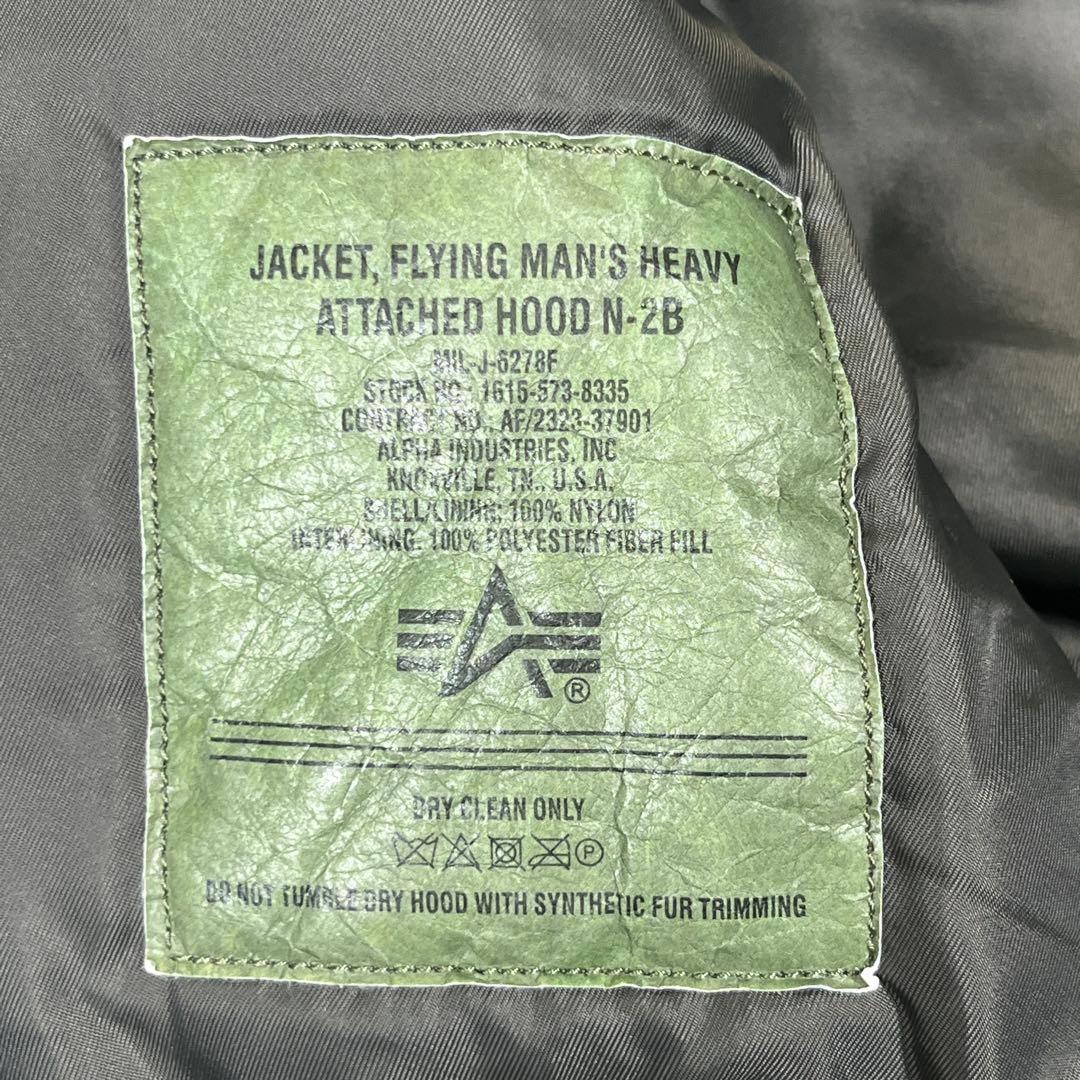 JACKET, FLYING MAN'S HEAVY
ATTACHED HOOD N-2B
MIL-J-6278F
STOCK NO.: 1615-573-8335
CONTRACT NO., AF/2323-37901
ALPHA INDUSTRIES, INC
KNOXVILLE, TN., U.S.A.
SHELL/LINING: 100% NYLON
INTERLINING: 100% POLYESTER FIBER FILL
®
DRY CLEAN ONLY
P
DO NOT TUMBLE DRY HOOD WITH SYNTHETIC FUR TRIMMING